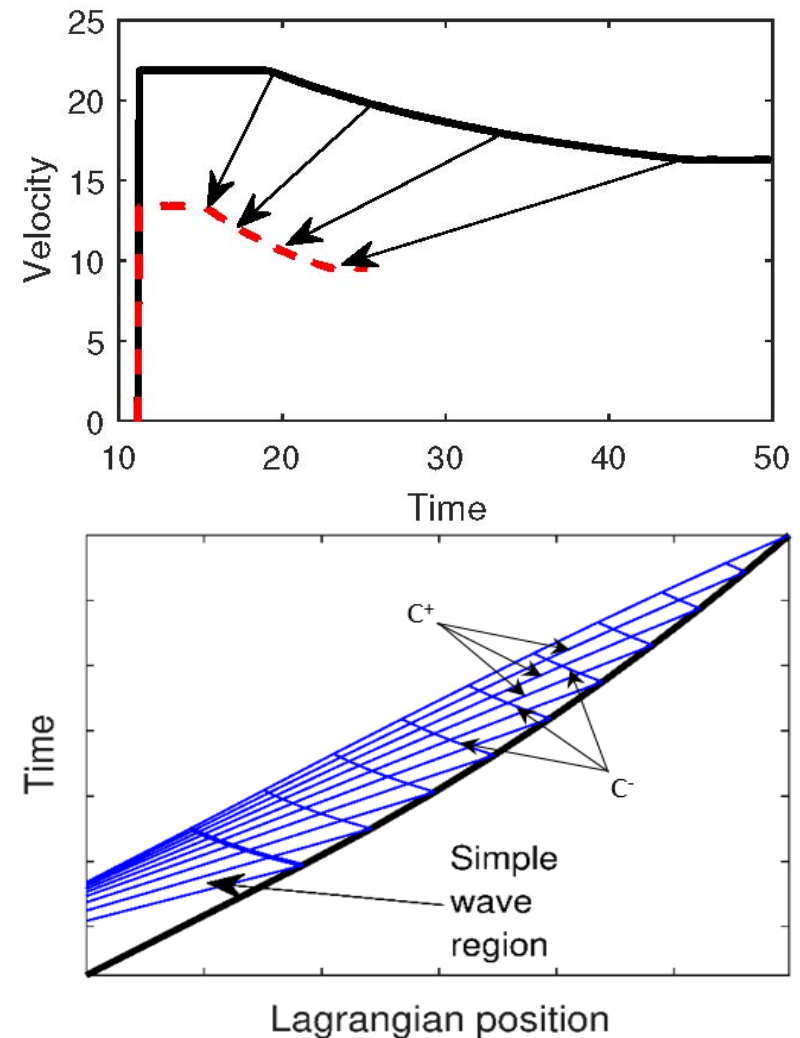 25
20
15
10
5
0
Velocity
10 20 30 40 50
Time
C+
C-
Time
Simple
wave
region
Lagrangian position